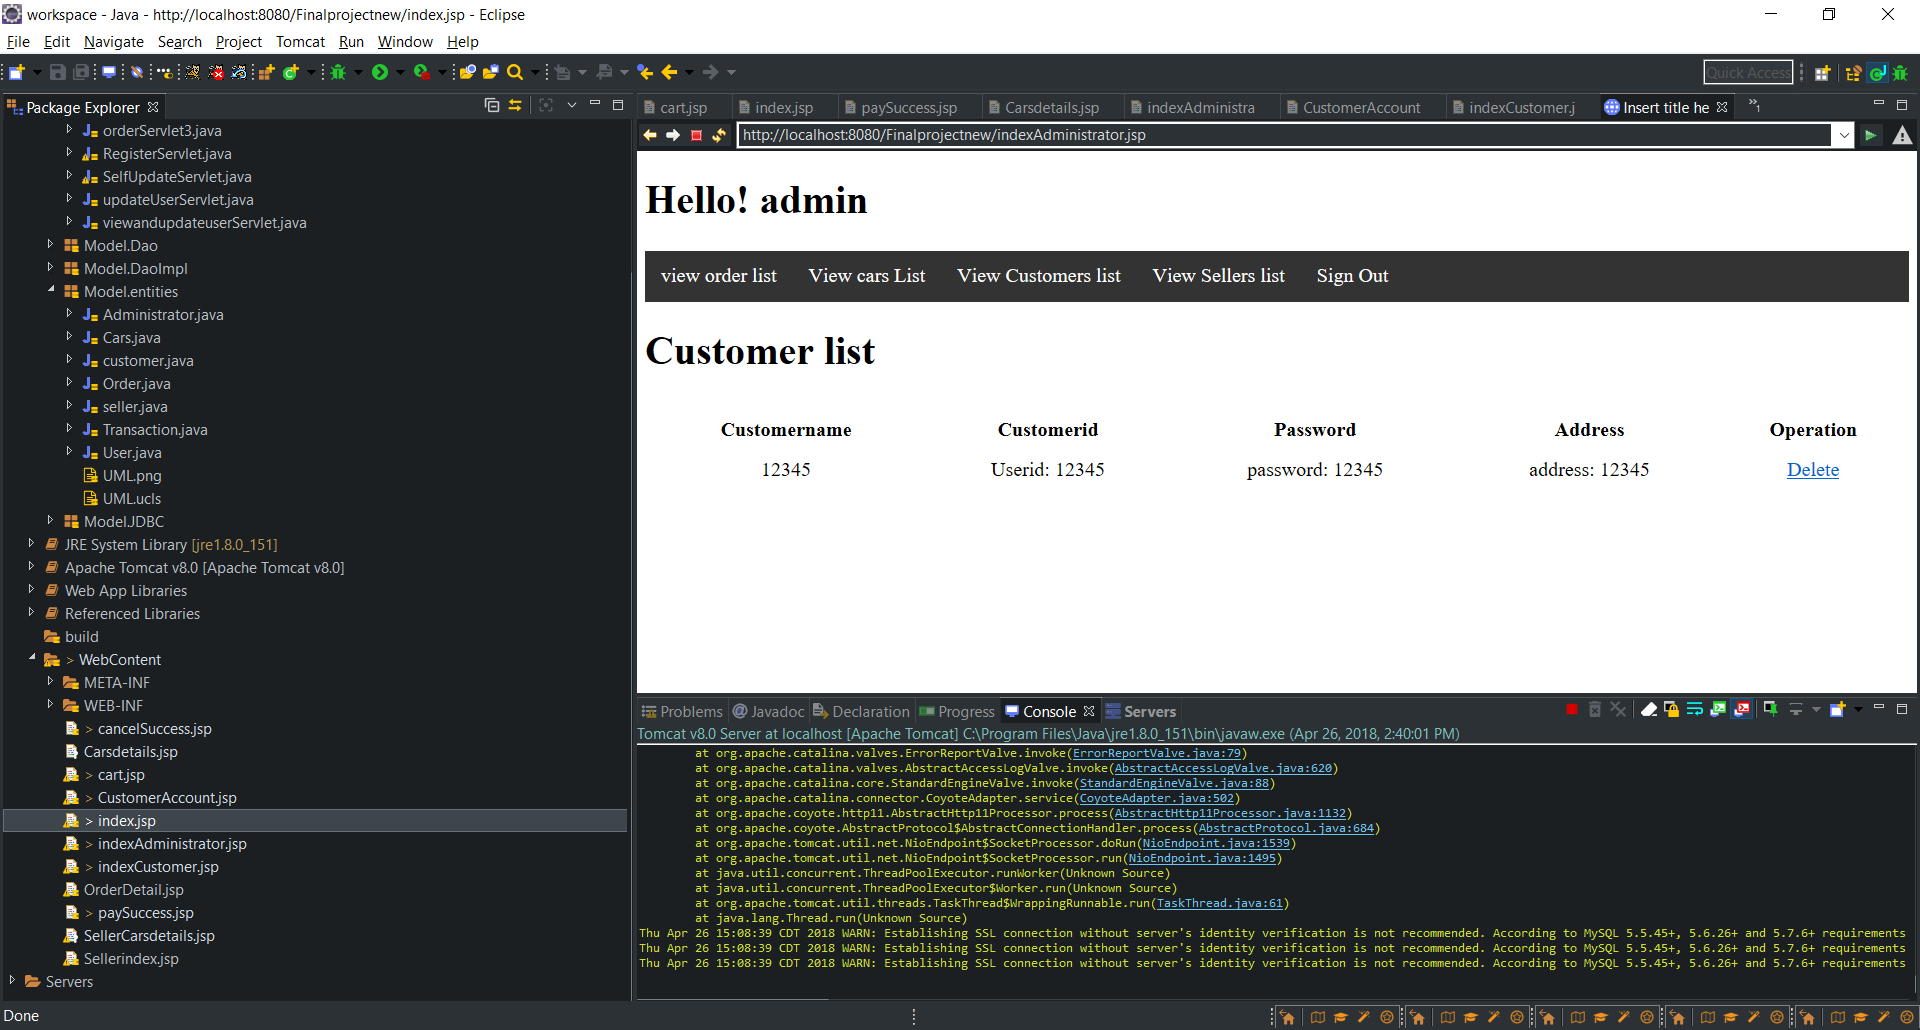 workspace - Java - http://localhost:8080/Finalprojectnew/index.jsp - Eclipse
File Edit Navigate Search Project Tomcat Run Window Help
Quick Access
Package Explorer
orderServlet3.java
RegisterServlet.java
SelfUpdateServlet.java
updateUserServlet.java
viewandupdateuserServlet.java
Model.Dao
Model.DaoImpl
Model.entities
Administrator.java
Cars.java
customer.java
Order.java
seller.java
Transaction.java
User.java
UML.png
UML.ucls
Model.JDBC
JRE System Library [jre1.8.0_151]
Apache Tomcat v8.0 [Apache Tomcat v8.0]
Web App Libraries
Referenced Libraries
build
> WebContent
META-INF
WEB-INF
> cancelSuccess.jsp
Carsdetails.jsp
> cart.jsp
> CustomerAccount.jsp
> index.jsp
> indexAdministrator.jsp
> indexCustomer.jsp
OrderDetail.jsp
> paySuccess.jsp
SellerCarsdetails.jsp
Sellerindex.jsp
Servers
cart.jsp index.jsp paySuccess.jsp Carsdetails.jsp indexAdministra CustomerAccount indexCustomer.j Insert title he »1
http://localhost:8080/Finalprojectnew/indexAdministrator.jsp
Hello! admin
view order list View cars List View Customers list View Sellers list Sign Out
Customer list
Customername Customerid Password Address Operation
12345 Userid: 12345 password: 12345 address: 12345 Delete
Problems @ Javadoc Declaration Progress Console Servers
Tomcat v8.0 Server at localhost [Apache Tomcat] C:\Program Files\Java\jre1.8.0_151\bin\javaw.exe (Apr 26, 2018, 2:40:01 PM)
at org.apache.catalina.valves.ErrorReportValve.invoke(ErrorReportValve.java:79)
at org.apache.catalina.valves.AbstractAccessLogValve.invoke(AbstractAccessLogValve.java:620)
at org.apache.catalina.core.StandardEngineValve.invoke(StandardEngineValve.java:88)
at org.apache.catalina.connector.CoyoteAdapter.service(CoyoteAdapter.java:502)
at org.apache.coyote.http11.AbstractHttp11Processor.process(AbstractHttp11Processor.java:1132)
at org.apache.coyote.AbstractProtocol$AbstractConnectionHandler.process(AbstractProtocol.java:684)
at org.apache.tomcat.util.net.NioEndpoint$SocketProcessor.doRun(NioEndpoint.java:1539)
at org.apache.tomcat.util.net.NioEndpoint$SocketProcessor.run(NioEndpoint.java:1495)
at java.util.concurrent.ThreadPoolExecutor.runWorker(Unknown Source)
at java.util.concurrent.ThreadPoolExecutor$Worker.run(Unknown Source)
at org.apache.tomcat.util.threads.TaskThread$WrappingRunnable.run(TaskThread.java:61)
at java.lang.Thread.run(Unknown Source)
Thu Apr 26 15:08:39 CDT 2018 WARN: Establishing SSL connection without server's identity verification is not recommended. According to MySQL 5.5.45+, 5.6.26+ and 5.7.6+ requirements
Thu Apr 26 15:08:39 CDT 2018 WARN: Establishing SSL connection without server's identity verification is not recommended. According to MySQL 5.5.45+, 5.6.26+ and 5.7.6+ requirements
Thu Apr 26 15:08:39 CDT 2018 WARN: Establishing SSL connection without server's identity verification is not recommended. According to MySQL 5.5.45+, 5.6.26+ and 5.7.6+ requirements
Done